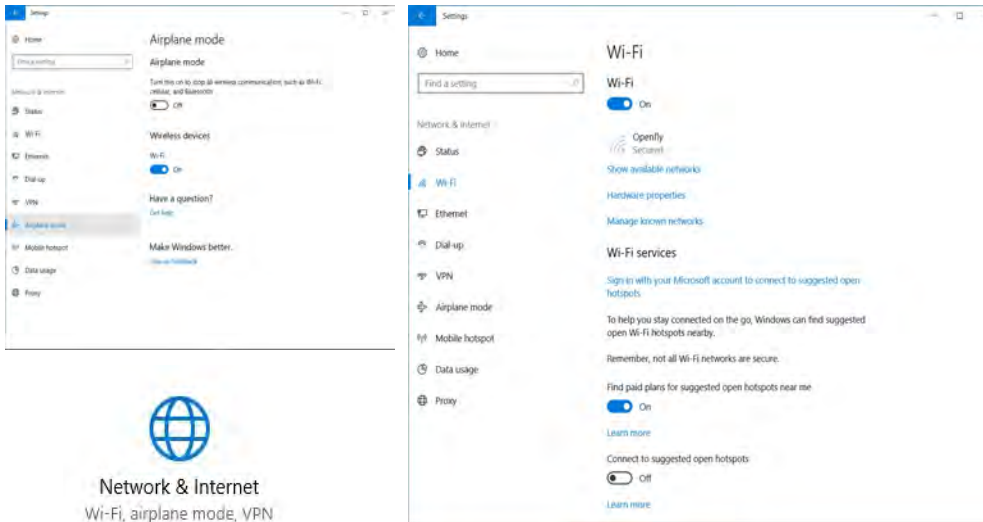 Settings
Home
Find a setting
Network & Internet
Status
Wi-Fi
Ethernet
Dial-up
VPN
Airplane mode
Mobile hotspot
Data usage
Proxy
Airplane mode
Airplane mode
Turn this on to stop all wireless communication, such as Wi-Fi,
cellular, and Bluetooth
Off
Wireless devices
Wi-Fi
On
Have a question?
Get help
Make Windows better.
Network & Internet
Wi-Fi, airplane mode, VPN
Settings
Home
Find a setting
Network & Internet
Status
Wi-Fi
Ethernet
Dial-up
VPN
Airplane mode
Mobile hotspot
Data usage
Proxy
Wi-Fi
Wi-Fi
On
Openfly
Secured
Show available networks
Hardware properties
Manage known networks
Wi-Fi services
Sign in with your Microsoft account to connect to suggested open
hotspots
To help you stay connected on the go, Windows can find suggested
open Wi-Fi hotspots nearby.
Remember, not all Wi-Fi networks are secure.
Find paid plans for suggested open hotspots near me
On
Learn more
Connect to suggested open hotspots
Off
Learn more